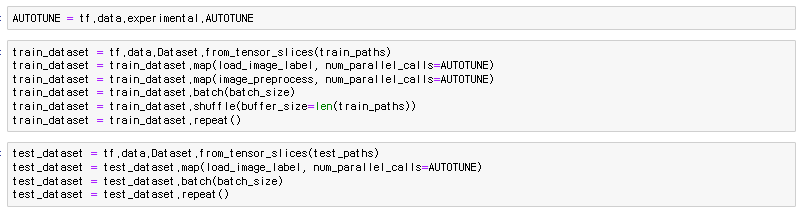 AUTOTUNE = tf.data.experimental.AUTOTUNE
train_dataset = tf.data.Dataset.from_tensor_slices(train_paths)
train_dataset = train_dataset.map(load_image_label, num_parallel_calls=AUTOTUNE)
train_dataset = train_dataset.map(image_preprocess, num_parallel_calls=AUTOTUNE)
train_dataset = train_dataset.batch(batch_size)
train_dataset = train_dataset.shuffle(buffer_size=len(train_paths))
train_dataset = train_dataset.repeat()
test_dataset = tf.data.Dataset.from_tensor_slices(test_paths)
test_dataset = test_dataset.map(load_image_label, num_parallel_calls=AUTOTUNE)
test_dataset = test_dataset.batch(batch_size)
test_dataset = test_dataset.repeat()